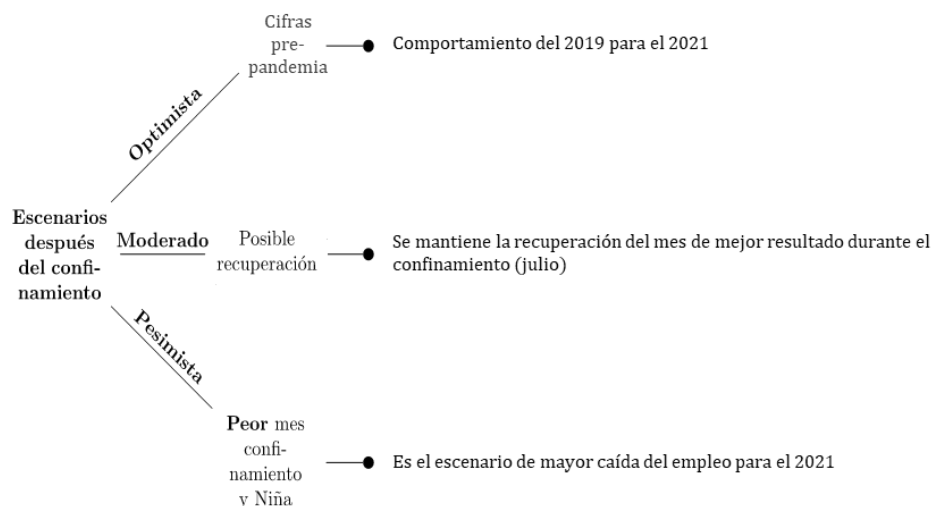 Cifras
pre-
pandemia
Comportamiento del 2019 para el 2021
Optimista
Escenarios
después
del confi-
namiento
Moderado
Posible
recuperación
Se mantiene la recuperación del mes de mejor resultado durante el
confinamiento (julio)
Pesimista
Peor mes
confi-
namiento
y Niña
Es el escenario de mayor caída del empleo para el 2021